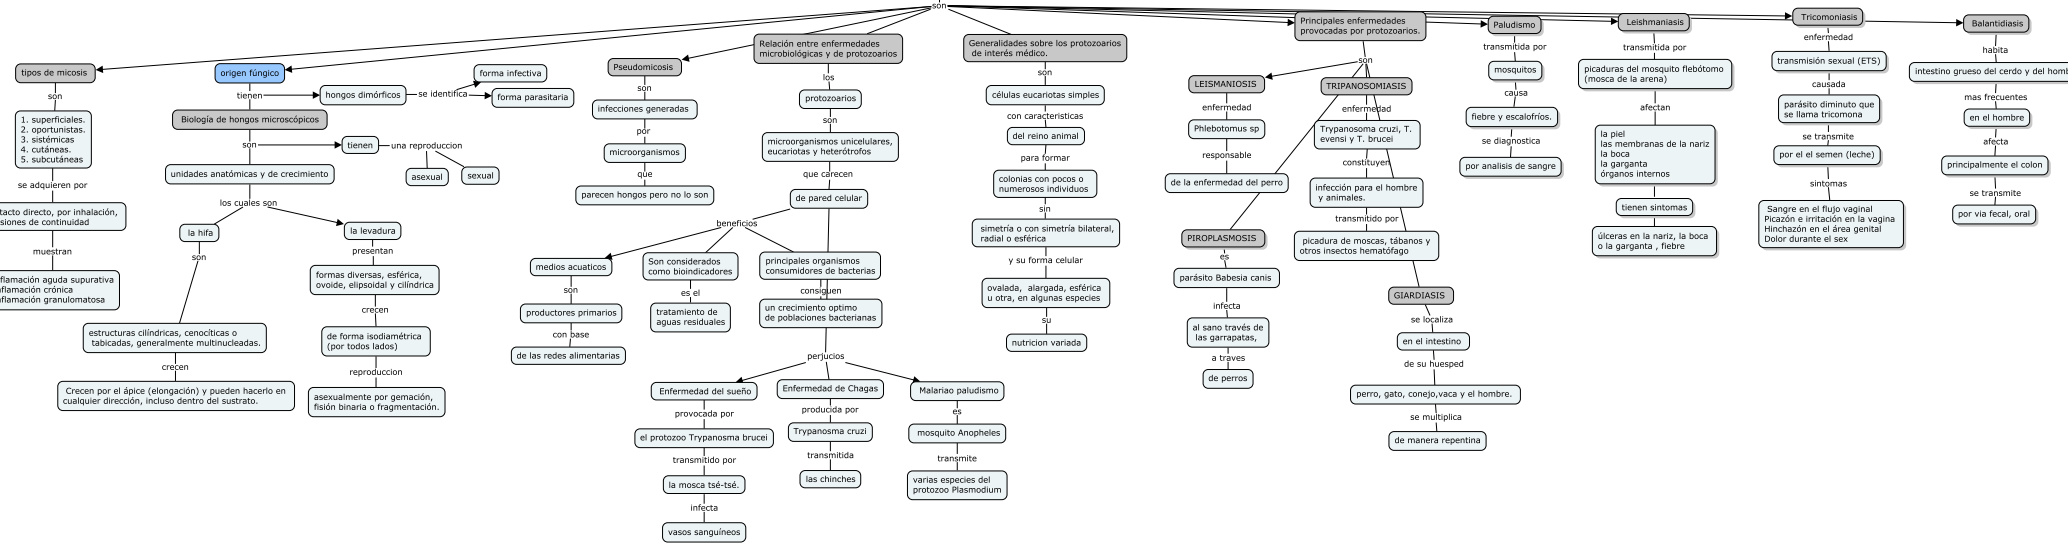 son
tipos de micosis
son
1. superficiales.
2. oportunistas.
3. sistémicas
4. cutáneas.
5. subcutáneas
se adquieren por
tacto directo, por inhalación,
siones de continuidad
muestran
flamación aguda supurativa
flamación crónica
flamación granulomatosa
origen fúngico
tienen
hongos dimórficos
se identifica
forma infectiva
forma parasitaria
Biología de hongos microscópicos
son
tienen
una reproduccion
asexual
sexual
unidades anatómicas y de crecimiento
los cuales son
la hifa
son
estructuras cilíndricas, cenocíticas o
tabicadas, generalmente multinucleadas.
crecen
Crecen por el ápice (elongación) y pueden hacerlo en
cualquier dirección, incluso dentro del sustrato.
la levadura
presentan
formas diversas, esférica,
ovoide, elipsoidal y cilíndrica
crecen
de forma isodiamétrica
(por todos lados)
reproduccion
asexualmente por gemación,
fisión binaria o fragmentación.
Pseudomicosis
son
infecciones generadas
por
microorganismos
que
parecen hongos pero no lo son
Relación entre enfermedades
microbiológicas y de protozoarios
los
protozoarios
son
microorganismos unicelulares,
eucariotas y heterótrofos
que carecen
de pared celular
beneficios
medios acuaticos
son
productores primarios
con base
de las redes alimentarias
Son considerados
como bioindicadores
es el
tratamiento de
aguas residuales
principales organismos
consumidores de bacterias
consiguen
un crecimiento optimo
de poblaciones bacterianas
perjucios
Enfermedad del sueño
provocada por
el protozoo Trypanosma brucei
transmitido por
la mosca tsé-tsé.
infecta
vasos sanguíneos
Enfermedad de Chagas
producida por
Trypanosma cruzi
transmitida
las chinches
Malariao paludismo
es
mosquito Anopheles
transmite
varias especies del
protozoo Plasmodium
Generalidades sobre los protozoarios
de interés médico.
son
células eucariotas simples
con caracteristicas
del reino animal
para formar
colonias con pocos o
numerosos individuos
sin
simetría o con simetría bilateral,
radial o esférica
y su forma celular
ovalada, alargada, esférica
u otra, en algunas especies
su
nutricion variada
Principales enfermedades
provocadas por protozoarios.
son
LEISMANIOSIS
enfermedad
Phlebotomus sp
responsable
de la enfermedad del perro
PIROPLASMOSIS
es
parásito Babesia canis
infecta
al sano través de
las garrapatas,
a traves
de perros
TRIPANOSOMIASIS
enfermedad
Trypanosoma cruzi, T.
evensi y T. brucei
constituyen
infección para el hombre
y animales.
transmitido por
picadura de moscas, tábanos y
otros insectos hematófago
GIARDIASIS
se localiza
en el intestino
de su huesped
perro, gato, conejo,vaca y el hombre.
se multiplica
de manera repentina
Paludismo
transmitida por
mosquitos
causa
fiebre y escalofríos.
se diagnostica
por analisis de sangre
Leishmaniasis
transmitida por
picaduras del mosquito flebótomo
(mosca de la arena)
afectan
la piel
las membranas de la nariz
la boca
la garganta
órganos internos
tienen sintomas
úlceras en la nariz, la boca
o la garganta , fiebre
Tricomoniasis
enfermedad
transmisión sexual (ETS)
causada
parásito diminuto que
se llama tricomona
se transmite
por el el semen (leche)
sintomas
Sangre en el flujo vaginal
Picazón e irritación en la vagina
Hinchazón en el área genital
Dolor durante el sex
Balantidiasis
habita
intestino grueso del cerdo y del homb
mas frecuentes
en el hombre
afecta
principalmente el colon
se transmite
por via fecal, oral